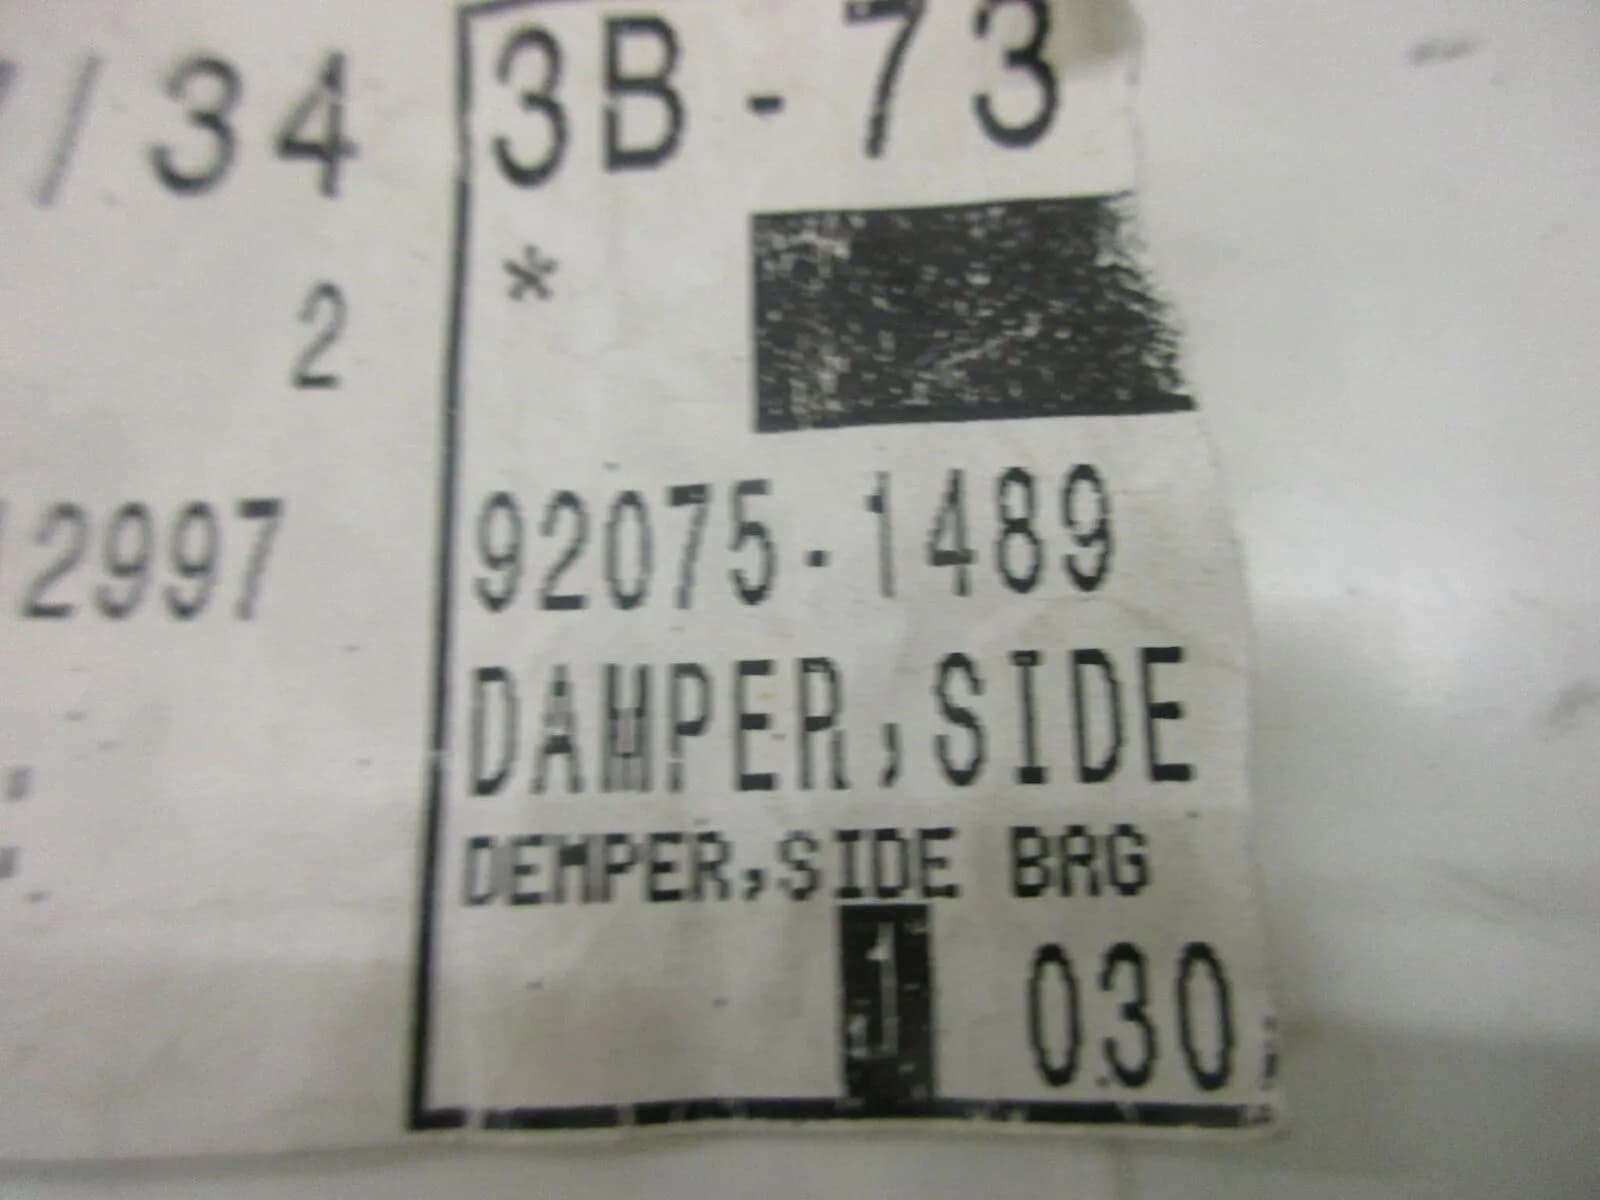 /34
3B-73
2
*
2997
92075-1489
DAMPER,SIDE
DEMPER,SIDE BRG
1
030